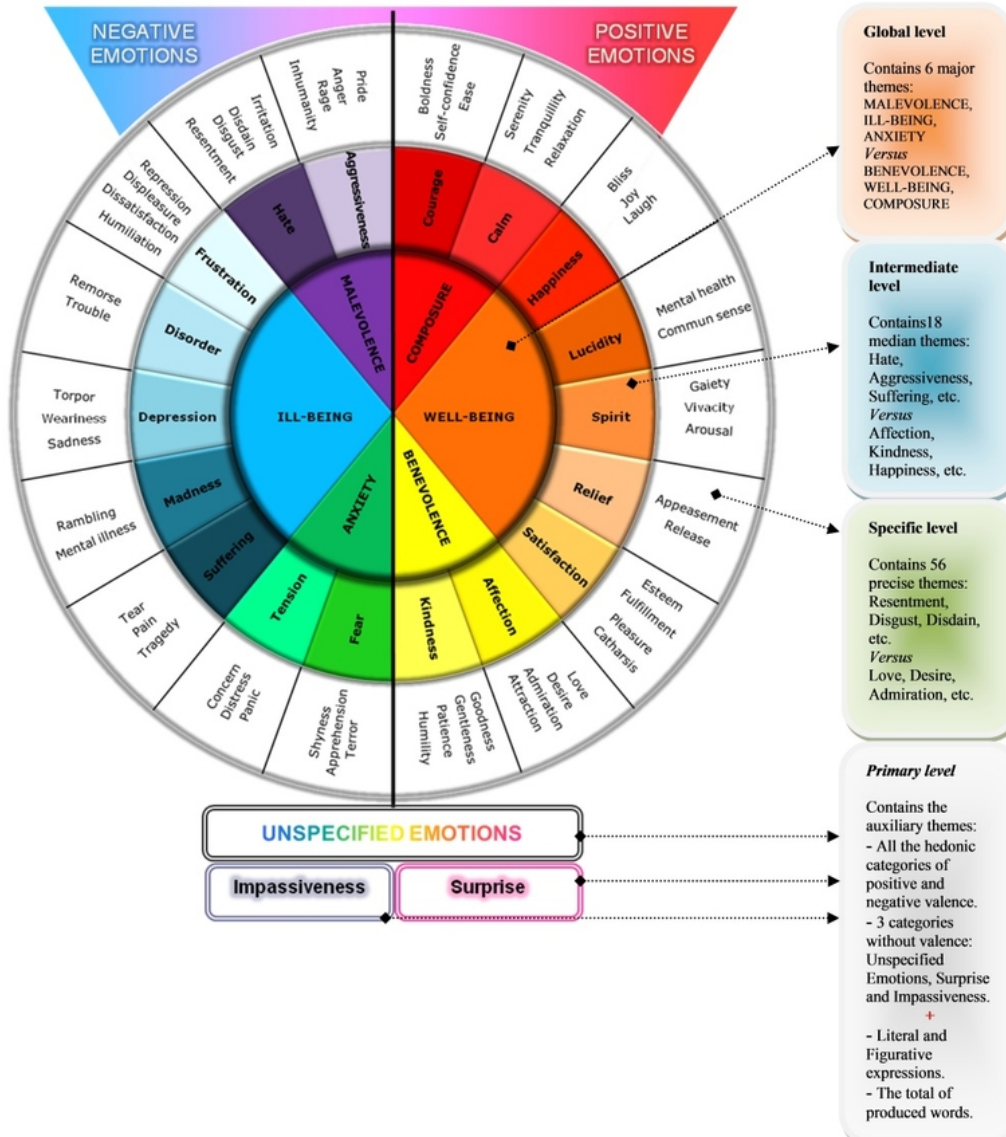 NEGATIVE
EMOTIONS
POSITIVE
EMOTIONS
Pride
Anger
Rage
Inhumanity
Irritation
Disdain
Disgust
Resentment
Repression
Displeasure
Dissatisfaction
Humiliation
Remorse
Trouble
Torpor
Weariness
Sadness
Rambling
Mental illness
Tear
Pain
Tragedy
Concern
Distress
Panic
Shyness
Apprehension
Terror
Boldness
Self-confidence
Ease
Serenity
Tranquillity
Relaxation
Bliss
Joy
Laugh
Mental health
Commun sense
Gaiety
Vivacity
Arousal
Appeasement
Release
Esteem
Fulfillment
Pleasure
Catharsis
Love
Desire
Admiration
Attraction
Goodness
Gentleness
Patience
Humility
Aggressiveness
Hate
Frustration
Disorder
Depression
Madness
Suffering
Tension
Fear
Courage
Calm
Happiness
Lucidity
Spirit
Relief
Satisfaction
Affection
Kindness
MALEVOLENCE
ILL-BEING
ANXIETY
COMPOSURE
WELL-BEING
BENEVOLENCE
UNSPECIFIED EMOTIONS
Impassiveness
Surprise
Global level
Contains 6 major
themes:
MALEVOLENCE,
ILL-BEING,
ANXIETY
Versus
BENEVOLENCE,
WELL-BEING,
COMPOSURE
Intermediate
level
Contains18
median themes:
Hate,
Aggressiveness,
Suffering, etc.
Versus
Affection,
Kindness,
Happiness, etc.
Specific level
Contains 56
precise themes:
Resentment,
Disgust, Disdain,
etc.
Versus
Love, Desire,
Admiration, etc.
Primary level
Contains the
auxiliary themes:
- All the hedonic
categories of
positive and
negative valence.
- 3 categories
without valence:
Unspecified
Emotions, Surprise
and Impassiveness.
+
- Literal and
Figurative
expressions.
- The total of
produced words.